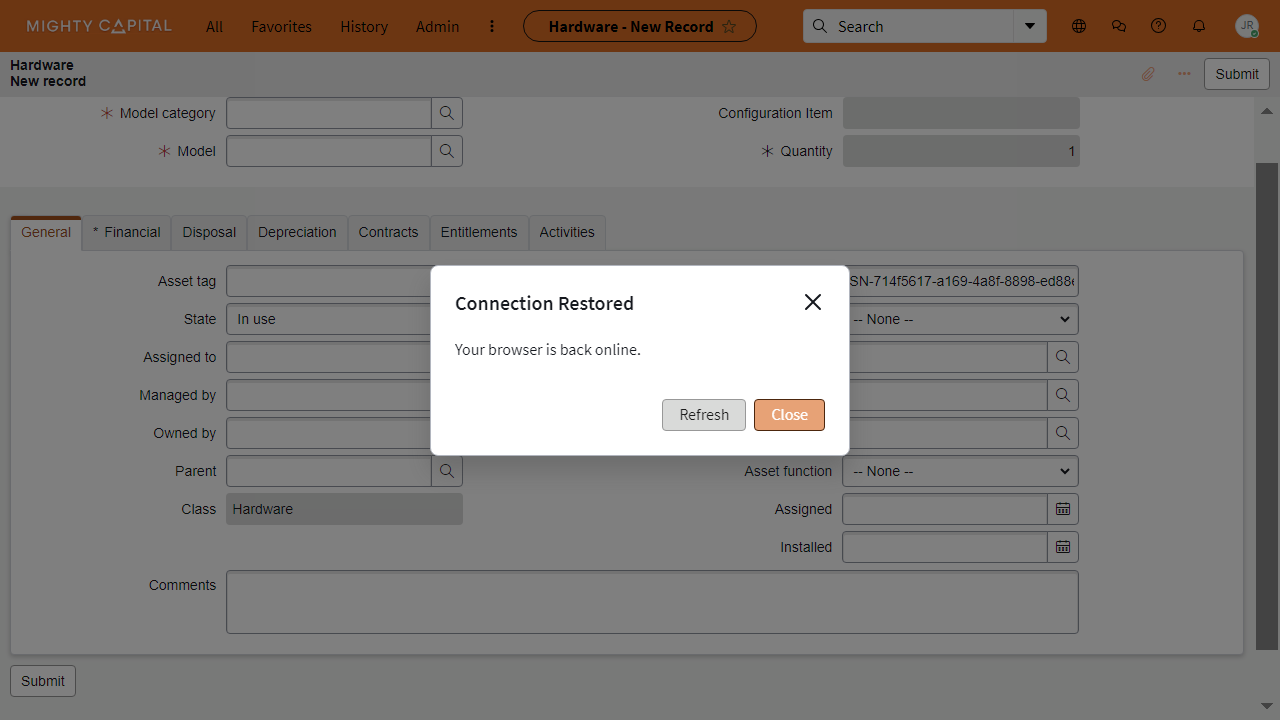 MIGHTY CAPITAL
All
Favorites
History
Admin
Hardware - New Record
Search
JR
Hardware
New record
Submit
Model category
Configuration Item
Model
Quantity
1
General
* Financial
Disposal
Depreciation
Contracts
Entitlements
Activities
Asset tag
SN-714f5617-a169-4a8f-8898-ed88
State
In use
-- None --
Assigned to
Managed by
Owned by
Parent
Asset function
-- None --
Class
Hardware
Assigned
Installed
Comments
Submit
Connection Restored
Your browser is back online.
Refresh
Close